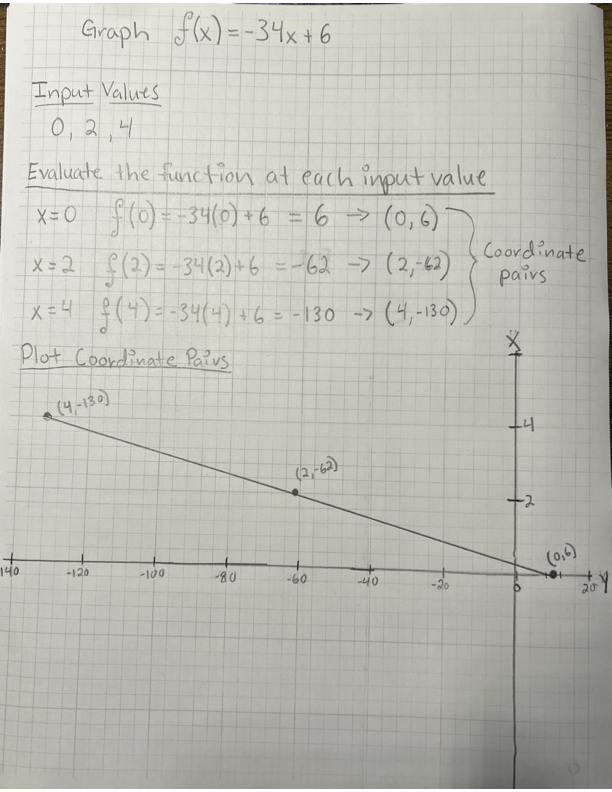 Graph f(x) = -34x + 6
Input Values
0, 2, 4
Evaluate the function at each input value
x=0 f(0) = -34(0) + 6 = 6 → (0,6)
x=2 f(2) = -34(2)+6 = -62 → (2,-62)
x=4 f(4) = -34(4) + 6 = -130 -> (4,-130)
Coordinate
pairs
Plot Coordinate Pairs
X
(4,-130)
4
(2,-62)
2
(0,6)
140 -120 -100 -80 -60 -40 -20 0 20 Y